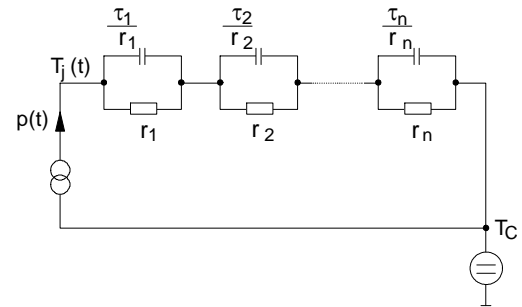 τ1 τ2 τn
r1 r2 rn
Tj(t)
p(t)
r1 r2 rn
TC